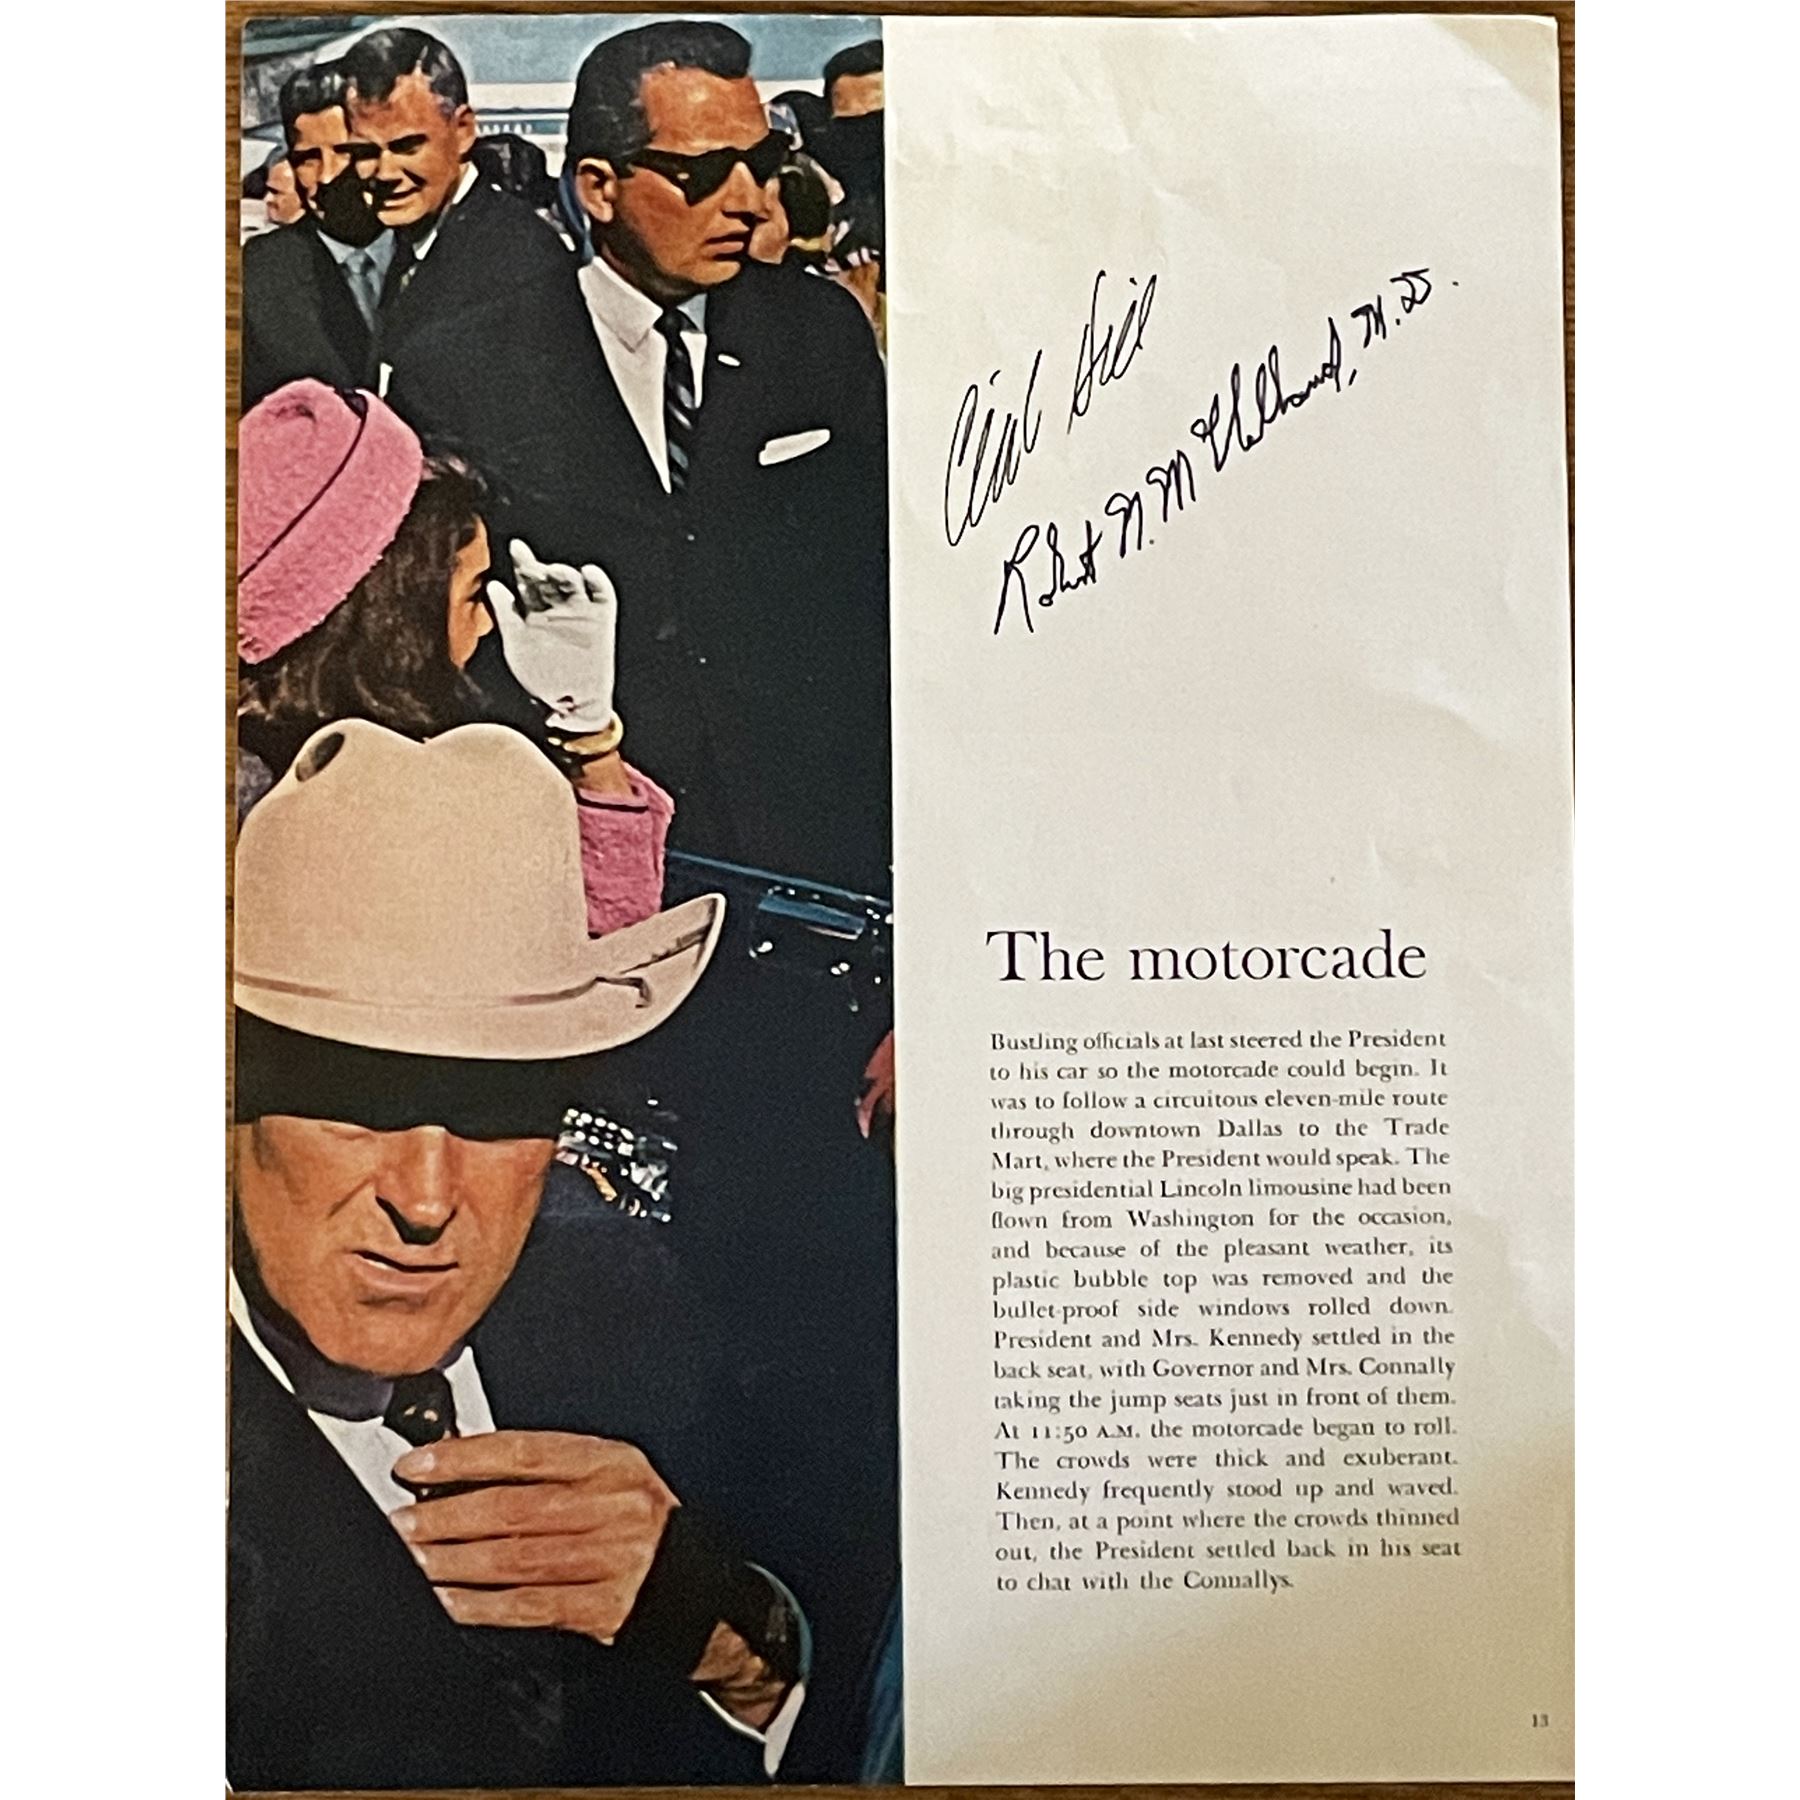 Clint Hill
Robert N. McClelland, M.D.
The motorcade
Bustling officials at last steered the President
to his car so the motorcade could begin. It
was to follow a circuitous eleven-mile route
through downtown Dallas to the Trade
Mart, where the President would speak. The
big presidential Lincoln limousine had been
flown from Washington for the occasion,
and because of the pleasant weather, its
plastic bubble top was removed and the
bullet-proof side windows rolled down.
President and Mrs. Kennedy settled in the
back seat, with Governor and Mrs. Connally
taking the jump seats just in front of them.
At 11:50 A.M. the motorcade began to roll.
The crowds were thick and exuberant.
Kennedy frequently stood up and waved.
Then, at a point where the crowds thinned
out, the President settled back in his seat
to chat with the Connallys.
13